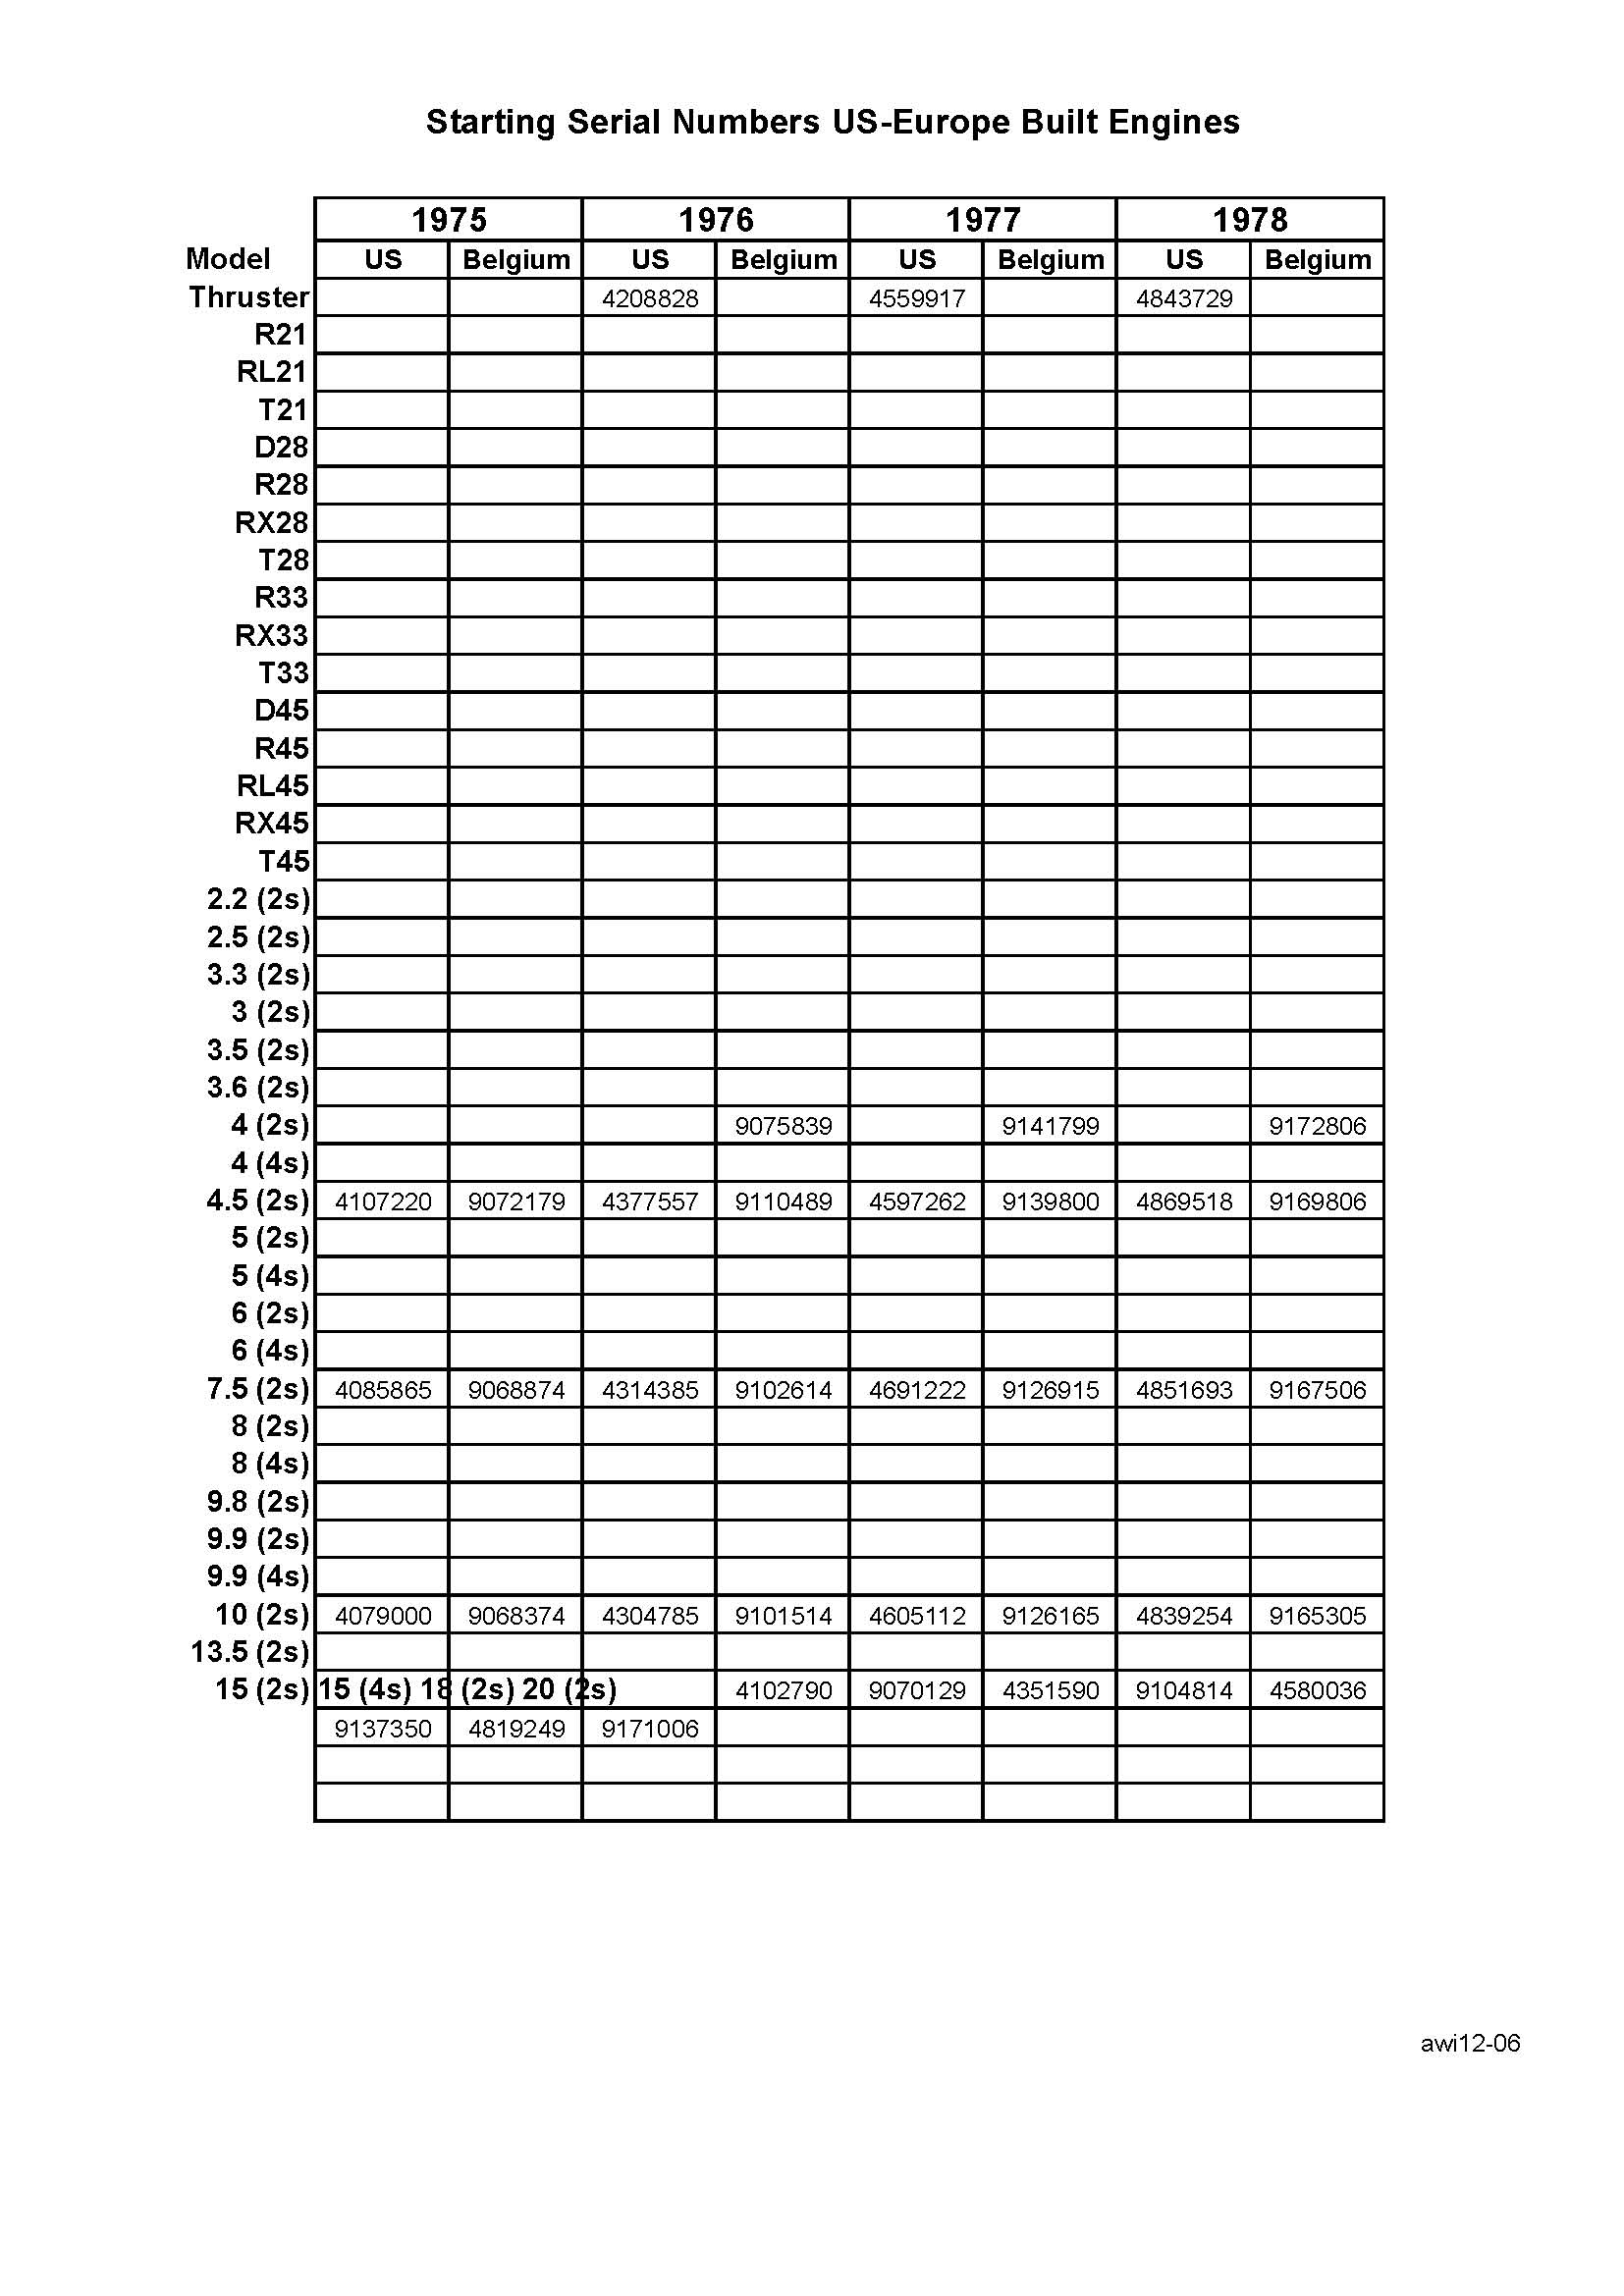 Starting Serial Numbers US-Europe Built Engines
1975 1976 1977 1978
Model US Belgium US Belgium US Belgium US Belgium
Thruster 4208828 4559917 4843729
R21
RL21
T21
D28
R28
RX28
T28
R33
RX33
T33
D45
R45
RL45
RX45
T45
2.2 (2s)
2.5 (2s)
3.3 (2s)
3 (2s)
3.5 (2s)
3.6 (2s)
4 (2s) 9075839 9141799 9172806
4 (4s)
4.5 (2s) 4107220 9072179 4377557 9110489 4597262 9139800 4869518 9169806
5 (2s)
5 (4s)
6 (2s)
6 (4s)
7.5 (2s) 4085865 9068874 4314385 9102614 4691222 9126915 4851693 9167506
8 (2s)
8 (4s)
9.8 (2s)
9.9 (2s)
9.9 (4s)
10 (2s) 4079000 9068374 4304785 9101514 4605112 9126165 4839254 9165305
13.5 (2s)
15 (2s) 15 (4s) 18 (2s) 20 (2s) 4102790 9070129 4351590 9104814 4580036
9137350 4819249 9171006
awi12-06